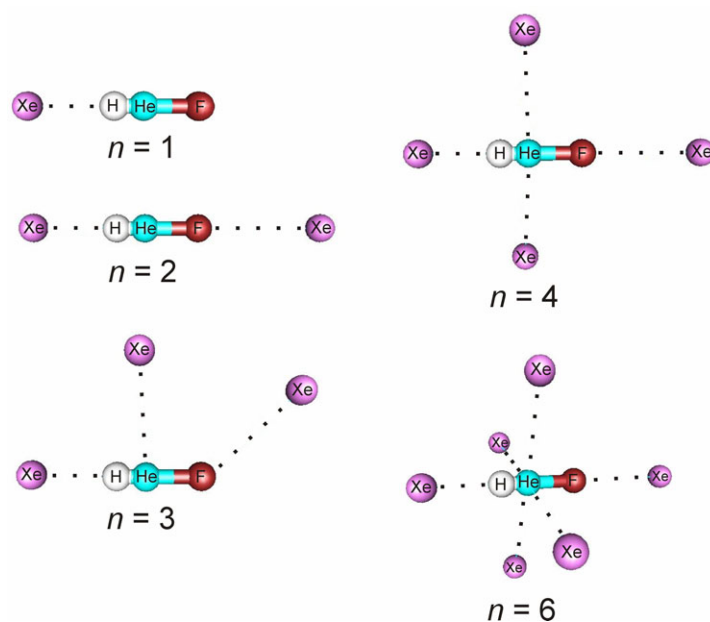 Xe H He F
n = 1
Xe H He F Xe
n = 2
Xe
Xe
Xe H He F
n = 3
Xe
Xe H He F Xe
Xe
n = 4
Xe
Xe
Xe H He F Xe
Xe
Xe
n = 6